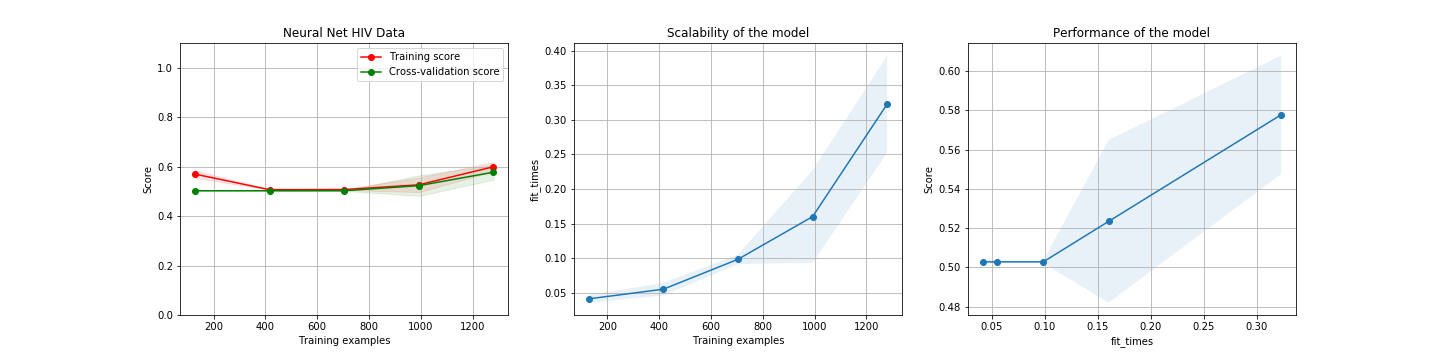 Neural Net HIV Data
Training score
Cross-validation score
1.0
0.8
0.6
0.4
0.2
0.0
Score
200 400 600 800 1000 1200
Training examples
Scalability of the model
0.40
0.35
0.30
0.25
0.20
0.15
0.10
0.05
fit_times
200 400 600 800 1000 1200
Training examples
Performance of the model
0.60
0.58
0.56
0.54
0.52
0.50
0.48
Score
0.05 0.10 0.15 0.20 0.25 0.30
fit_times